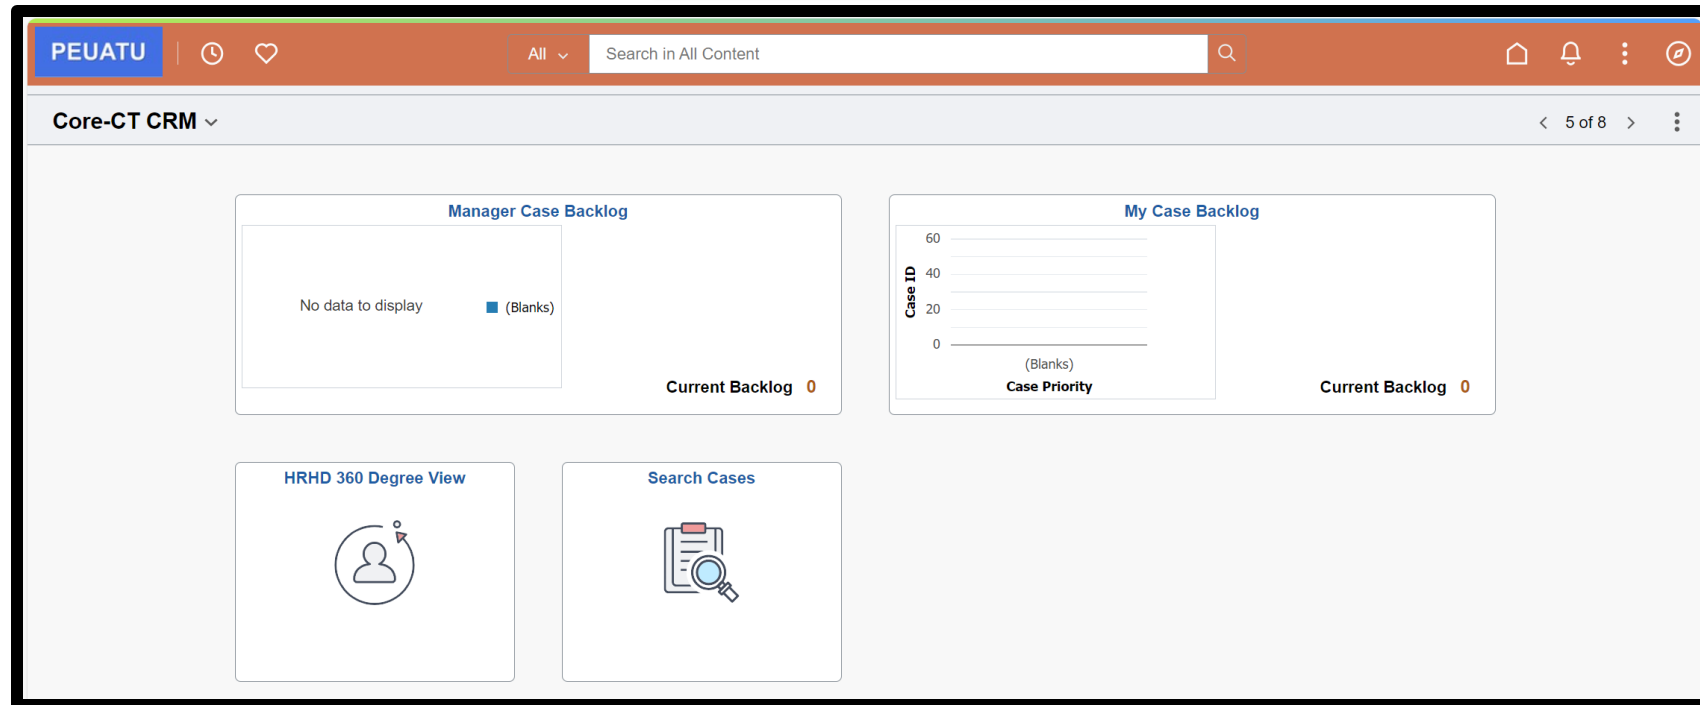 PEUATU
All
Search in All Content
Core-CT CRM
5 of 8
Manager Case Backlog
No data to display
(Blanks)
Current Backlog 0
My Case Backlog
60
40
20
0
Case ID
(Blanks)
Case Priority
Current Backlog 0
HRHD 360 Degree View
Search Cases